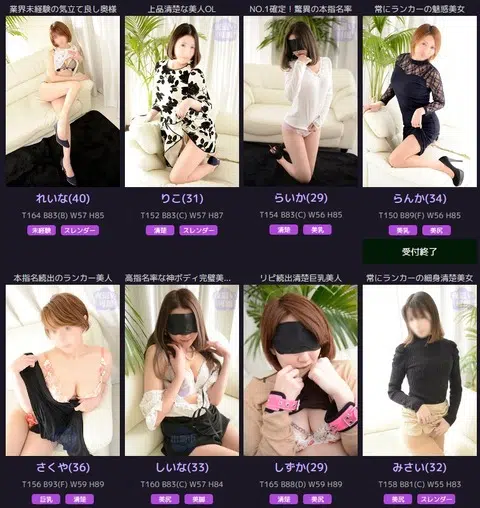 業界未経験の気立て良し奥様
上品清楚な美人OL
NO.1確定！驚異の本指名率
常にランカーの魅惑美女
れいな(40)
りこ(31)
らいか(29)
らんか(34)
T164 B83(B) W57 H85
T152 B83(C) W57 H87
T154 B83(C) W56 H85
T150 B89(F) W56 H85
未経験 スレンダー
清楚 スレンダー
清楚 美乳
美乳 美尻
受付終了
本指名続出のランカー美人
高指名率な神ボディ完璧美...
リピ続出清楚巨乳美人
常にランカーの細身清楚美女
さくや(36)
しいな(33)
しずか(29)
みさい(32)
T156 B93(F) W59 H89
T160 B83(C) W57 H84
T165 B88(D) W59 H89
T158 B81(C) W55 H83
巨乳 清楚
美尻 美脚
清楚 美尻
美尻 スレンダー